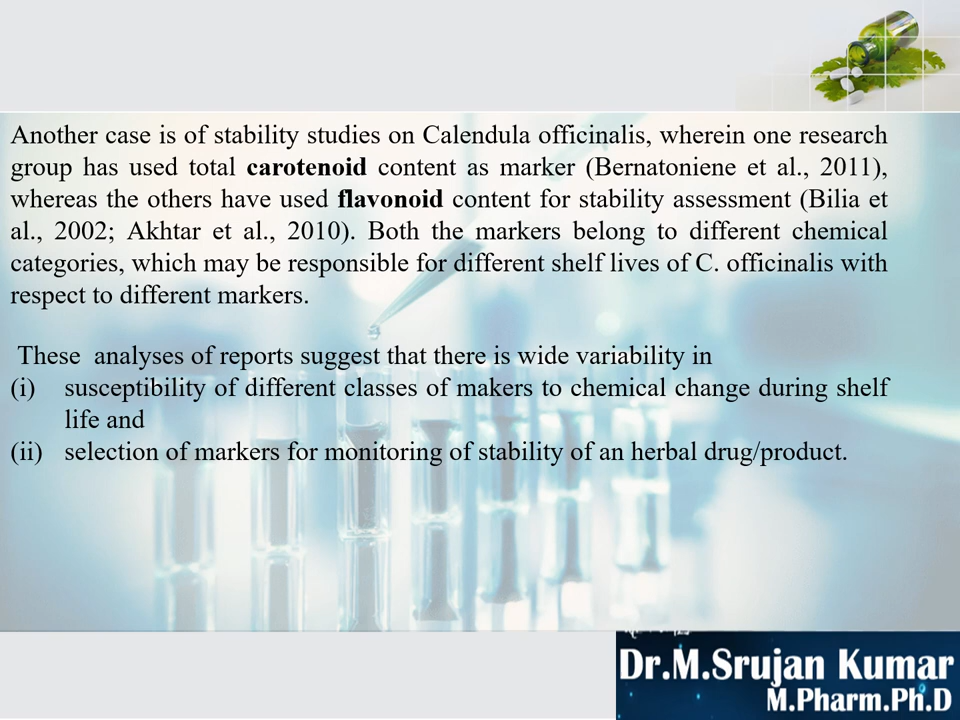 Another case is of stability studies on Calendula officinalis, wherein one research
group has used total carotenoid content as marker (Bernatoniene et al., 2011),
whereas the others have used flavonoid content for stability assessment (Bilia et
al., 2002; Akhtar et al., 2010). Both the markers belong to different chemical
categories, which may be responsible for different shelf lives of C. officinalis with
respect to different markers.
These analyses of reports suggest that there is wide variability in
(i) susceptibility of different classes of makers to chemical change during shelf
life and
(ii) selection of markers for monitoring of stability of an herbal drug/product.
Dr.M.Srujan Kumar
M.Pharm.Ph.D